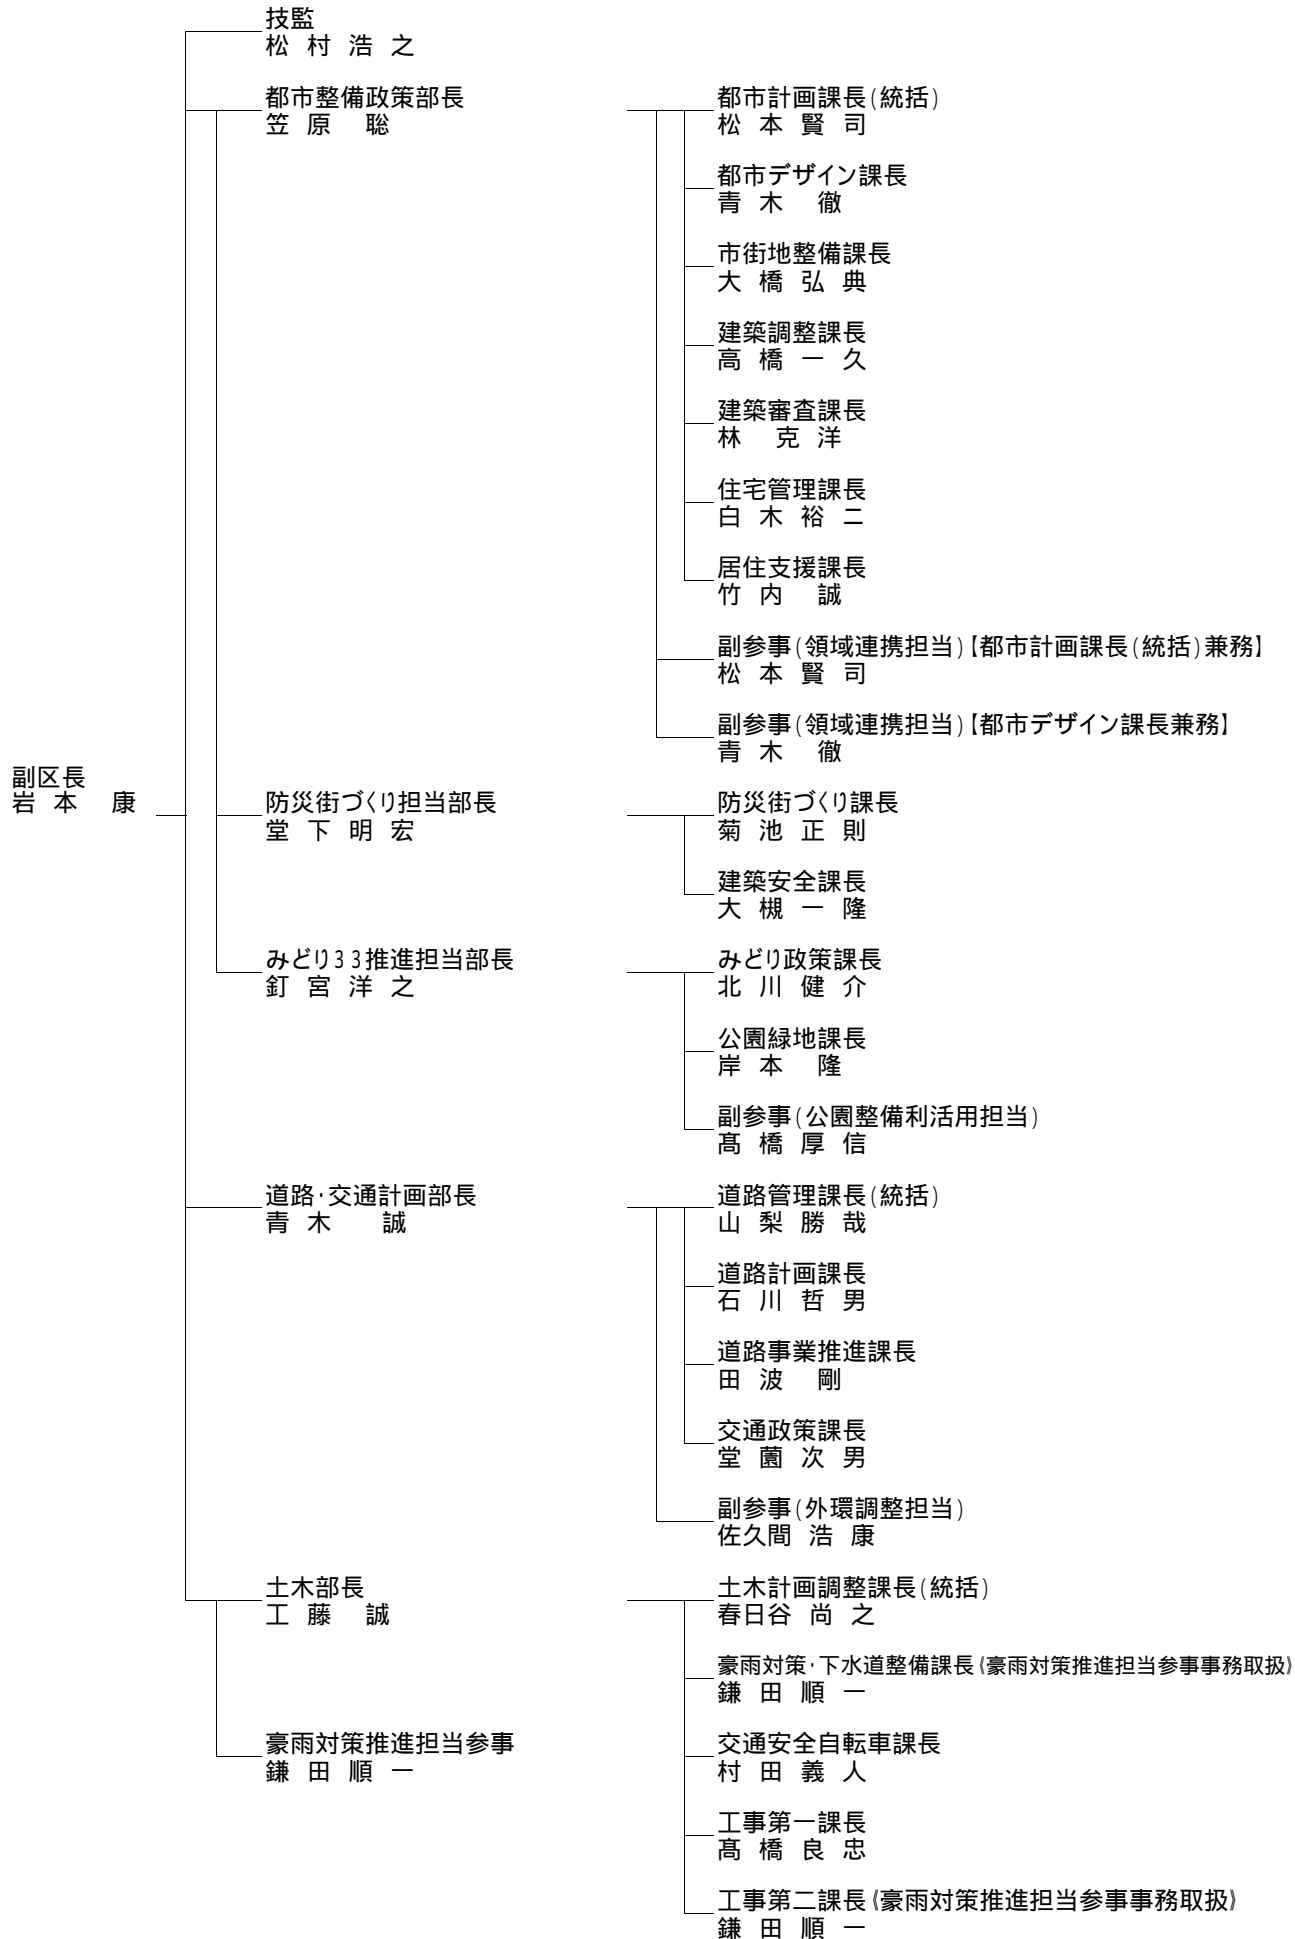 技監
松村浩之
都市整備政策部長
笠原 聡
都市計画課長(統括)
松本賢司
都市デザイン課長
青木 徹
市街地整備課長
大橋弘典
建築調整課長
高橋一久
建築審査課長
林 克洋
住宅管理課長
白木裕二
居住支援課長
竹内 誠
副参事(領域連携担当)【都市計画課長(統括)兼務】
松本賢司
副参事(領域連携担当)【都市デザイン課長兼務】
青木 徹
副区長
岩本 康
防災街づくり担当部長
堂下明宏
防災街づくり課長
菊池正則
建築安全課長
大槻一隆
みどり33推進担当部長
釘宮洋之
みどり政策課長
北川健介
公園緑地課長
岸本 隆
副参事(公園整備利活用担当)
髙橋厚信
道路・交通計画部長
青木 誠
道路管理課長(統括)
山梨勝哉
道路計画課長
石川哲男
道路事業推進課長
田波 剛
交通政策課長
堂薗次男
副参事(外環調整担当)
佐久間 浩康
土木部長
工藤 誠
土木計画調整課長(統括)
春日谷 尚之
豪雨対策・下水道整備課長《豪雨対策推進担当参事事務取扱》
鎌田順一
豪雨対策推進担当参事
鎌田順一
交通安全自転車課長
村田義人
工事第一課長
髙橋良忠
工事第二課長《豪雨対策推進担当参事事務取扱》
鎌田順一